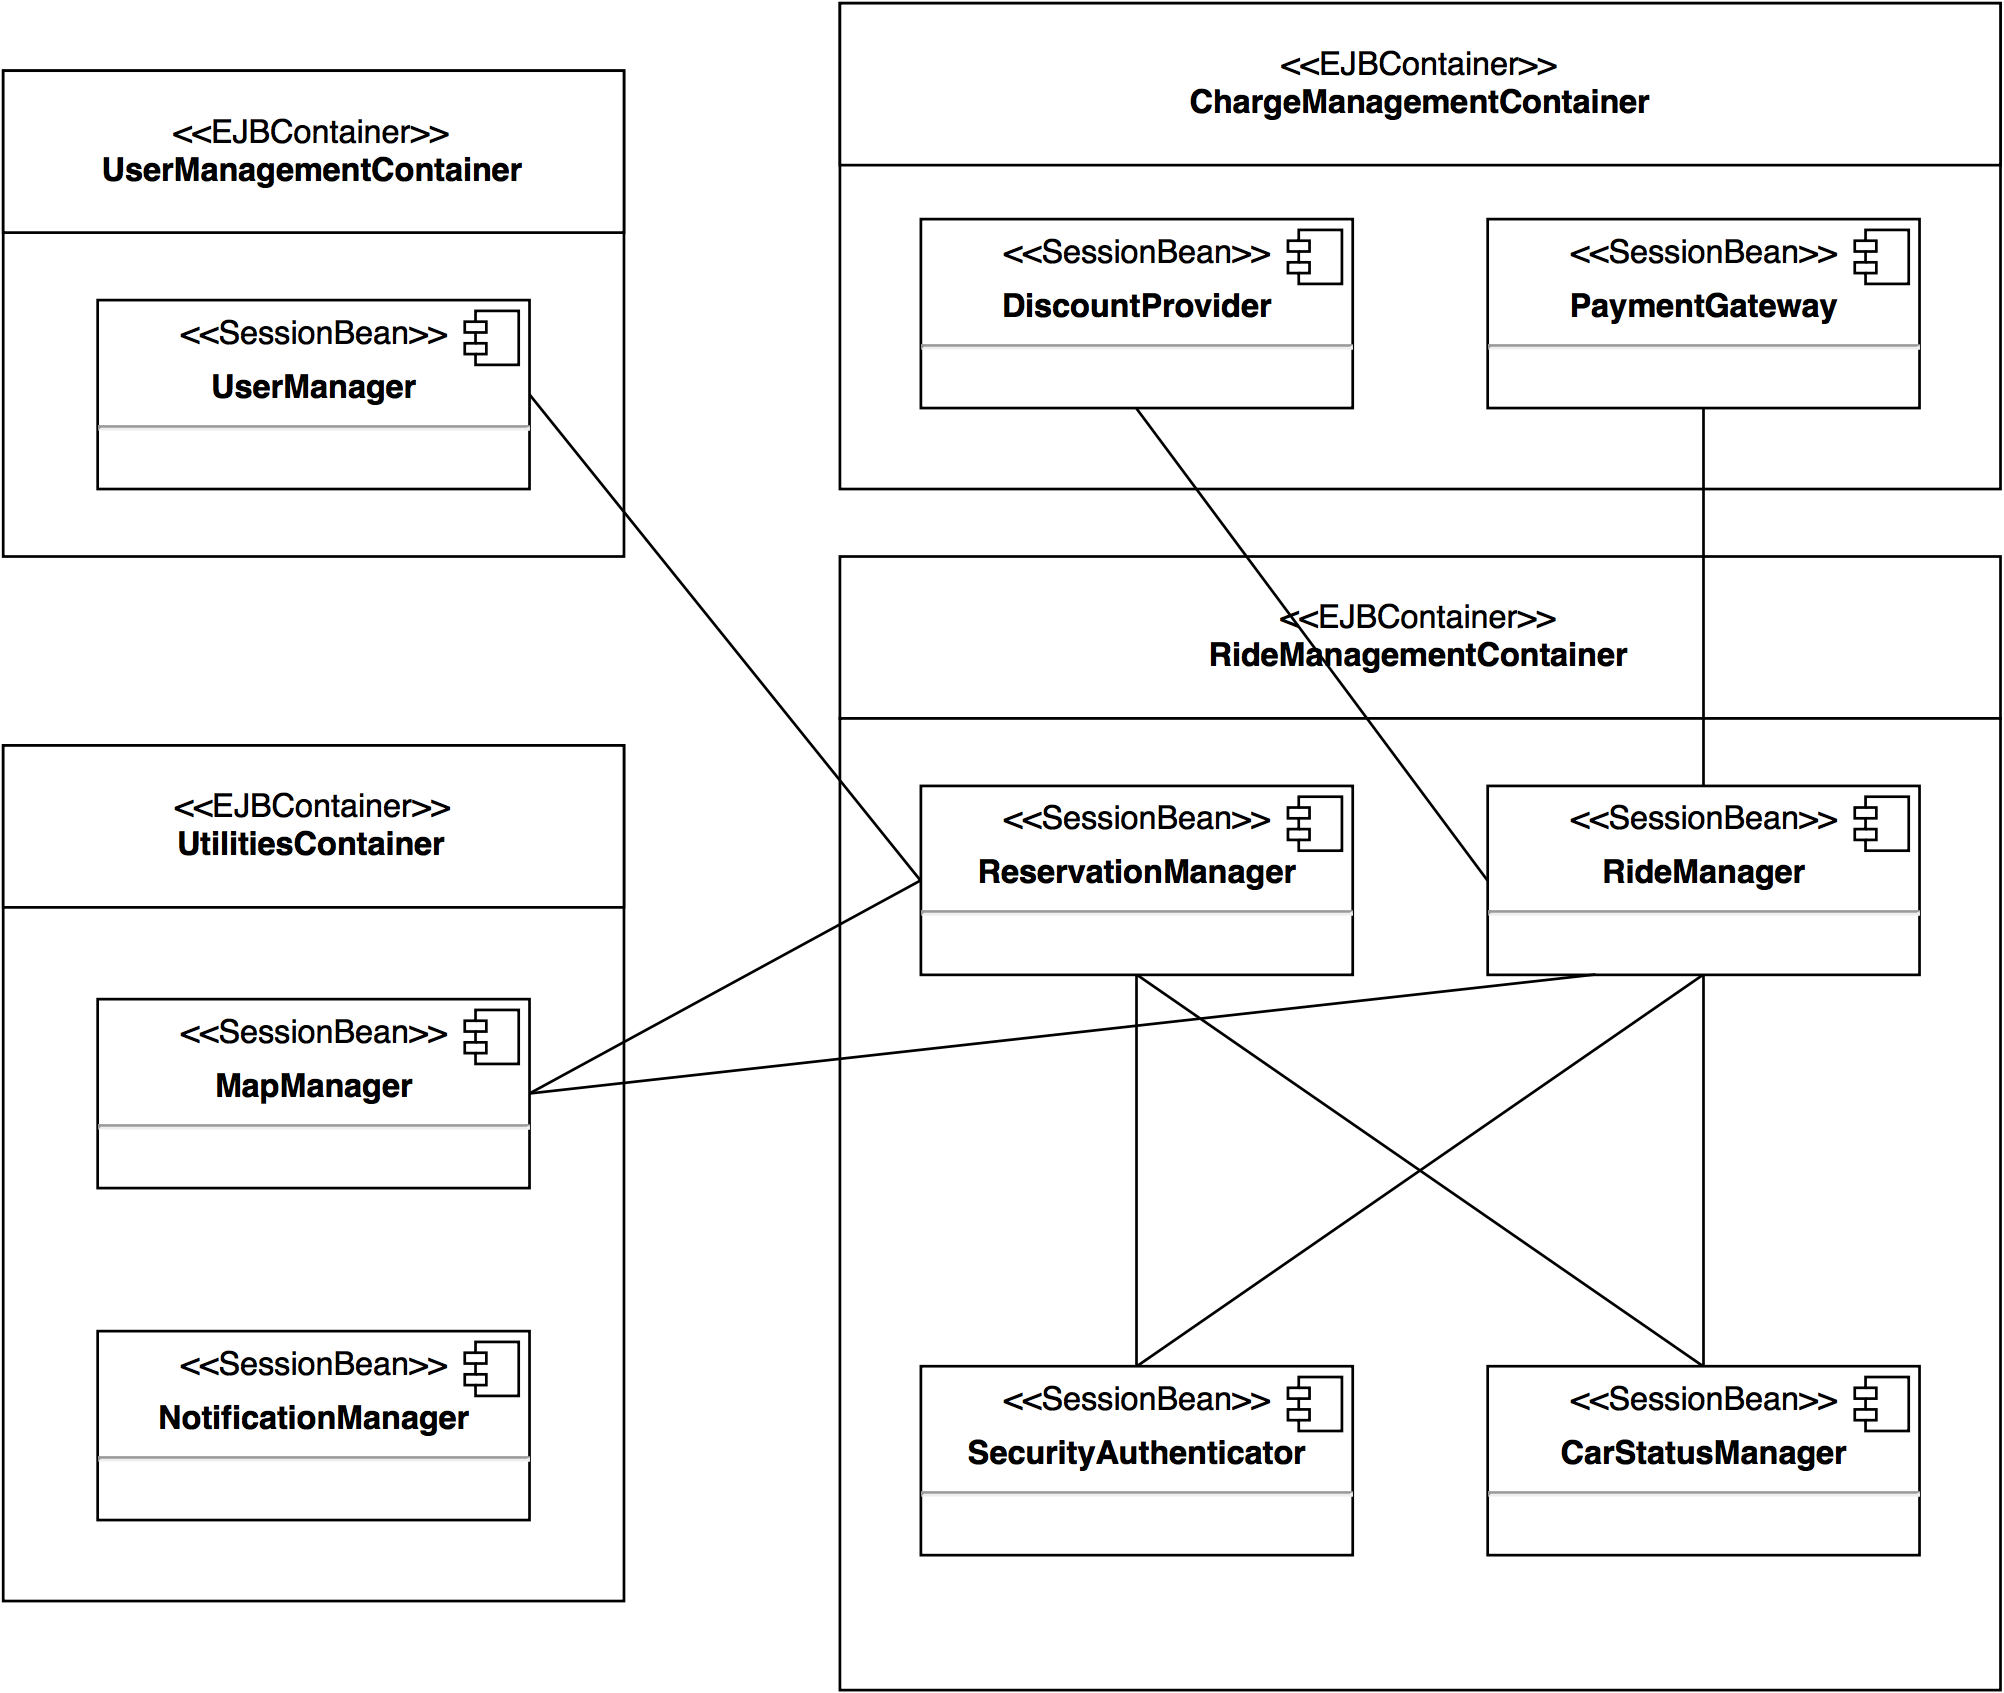 <<EJBContainer>>
UserManagementContainer
<<SessionBean>>
UserManager
<<EJBContainer>>
ChargeManagementContainer
<<SessionBean>>
DiscountProvider
<<SessionBean>>
PaymentGateway
<<EJBContainer>>
UtilitiesContainer
<<SessionBean>>
MapManager
<<SessionBean>>
NotificationManager
<<EJBContainer>>
RideManagementContainer
<<SessionBean>>
ReservationManager
<<SessionBean>>
RideManager
<<SessionBean>>
SecurityAuthenticator
<<SessionBean>>
CarStatusManager